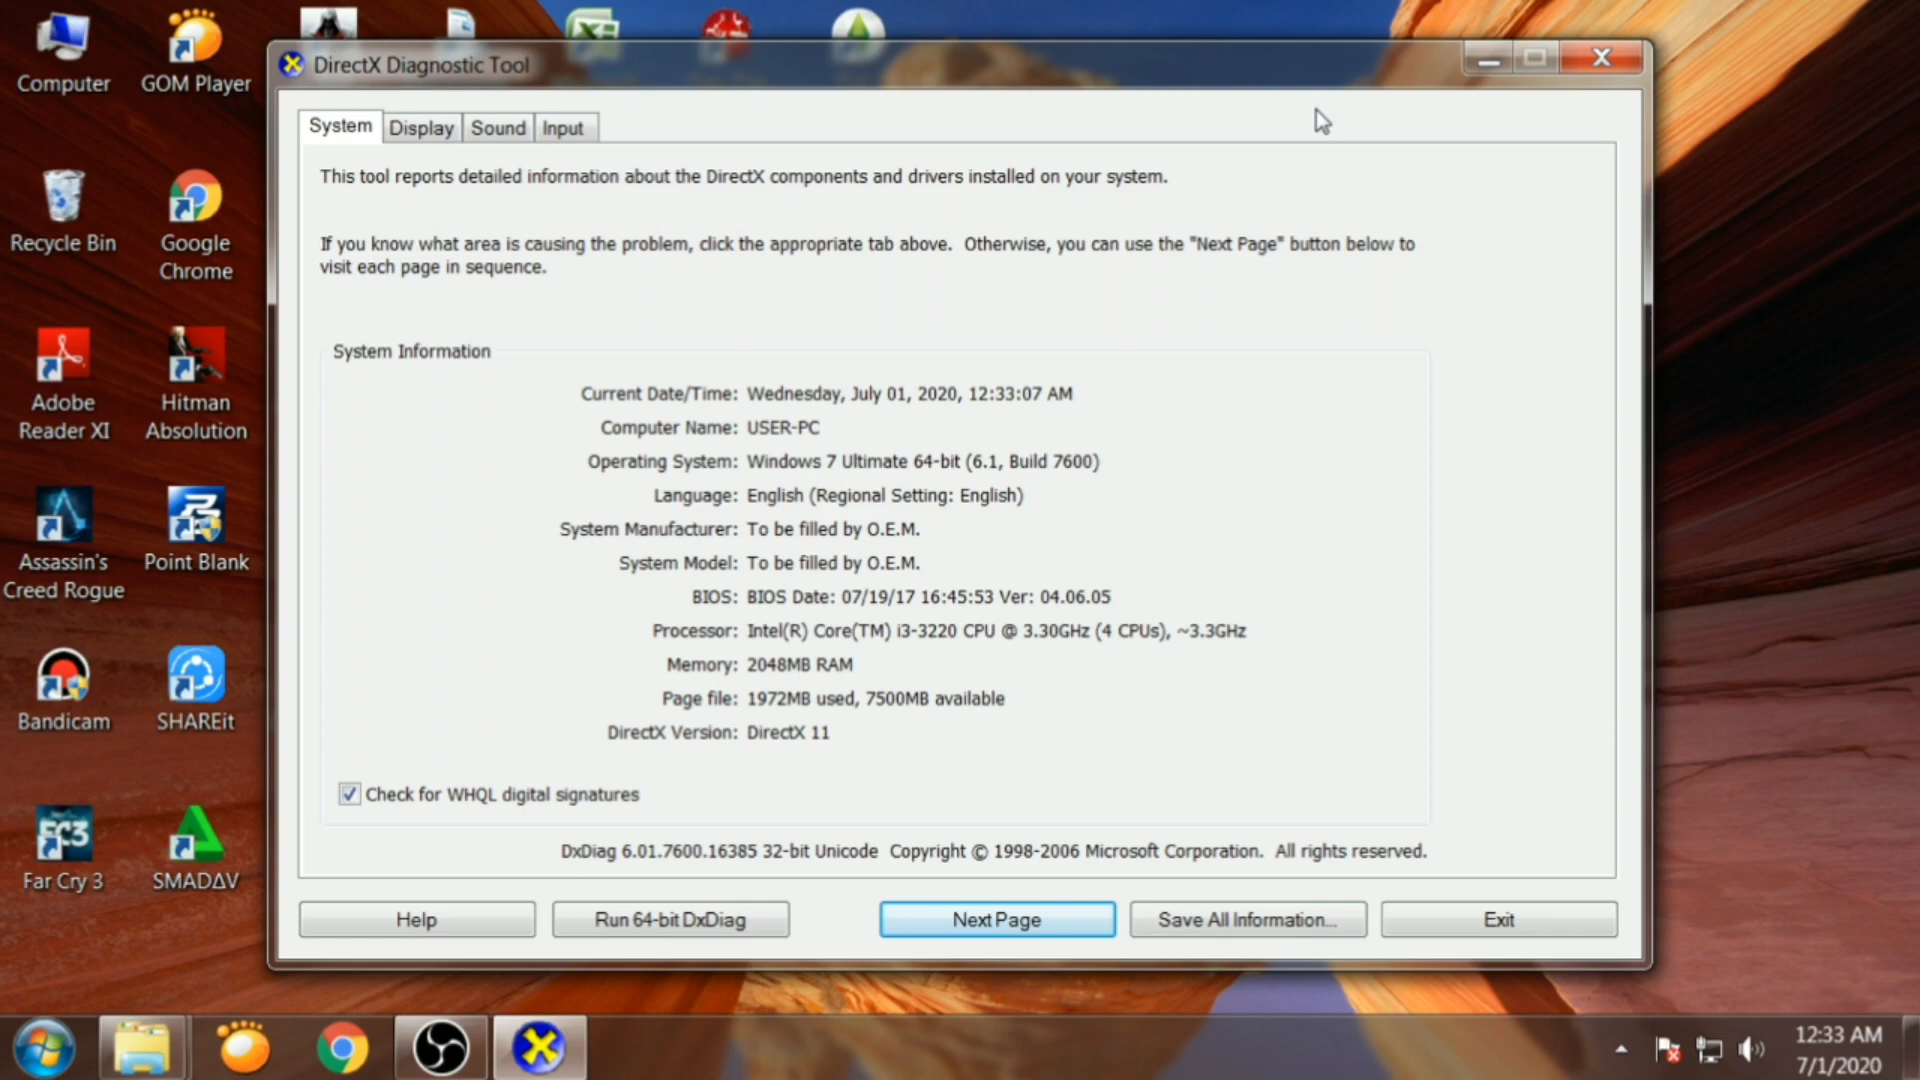 Computer
GOM Player
Recycle Bin
Google
Chrome
Adobe
Reader XI
Hitman
Absolution
Assassin's
Creed Rogue
Point Blank
Bandicam
SHAREit
FC3
Far Cry 3
SMADΔV
DirectX Diagnostic Tool
System
Display
Sound
Input
This tool reports detailed information about the DirectX components and drivers installed on your system.
If you know what area is causing the problem, click the appropriate tab above. Otherwise, you can use the "Next Page" button below to
visit each page in sequence.
System Information
Current Date/Time: Wednesday, July 01, 2020, 12:33:07 AM
Computer Name: USER-PC
Operating System: Windows 7 Ultimate 64-bit (6.1, Build 7600)
Language: English (Regional Setting: English)
System Manufacturer: To be filled by O.E.M.
System Model: To be filled by O.E.M.
BIOS: BIOS Date: 07/19/17 16:45:53 Ver: 04.06.05
Processor: Intel(R) Core(TM) i3-3220 CPU @ 3.30GHz (4 CPUs), ~3.3GHz
Memory: 2048MB RAM
Page file: 1972MB used, 7500MB available
DirectX Version: DirectX 11
Check for WHQL digital signatures
DxDiag 6.01.7600.16385 32-bit Unicode Copyright © 1998-2006 Microsoft Corporation. All rights reserved.
Help
Run 64-bit DxDiag
Next Page
Save All Information...
Exit
12:33 AM
7/1/2020